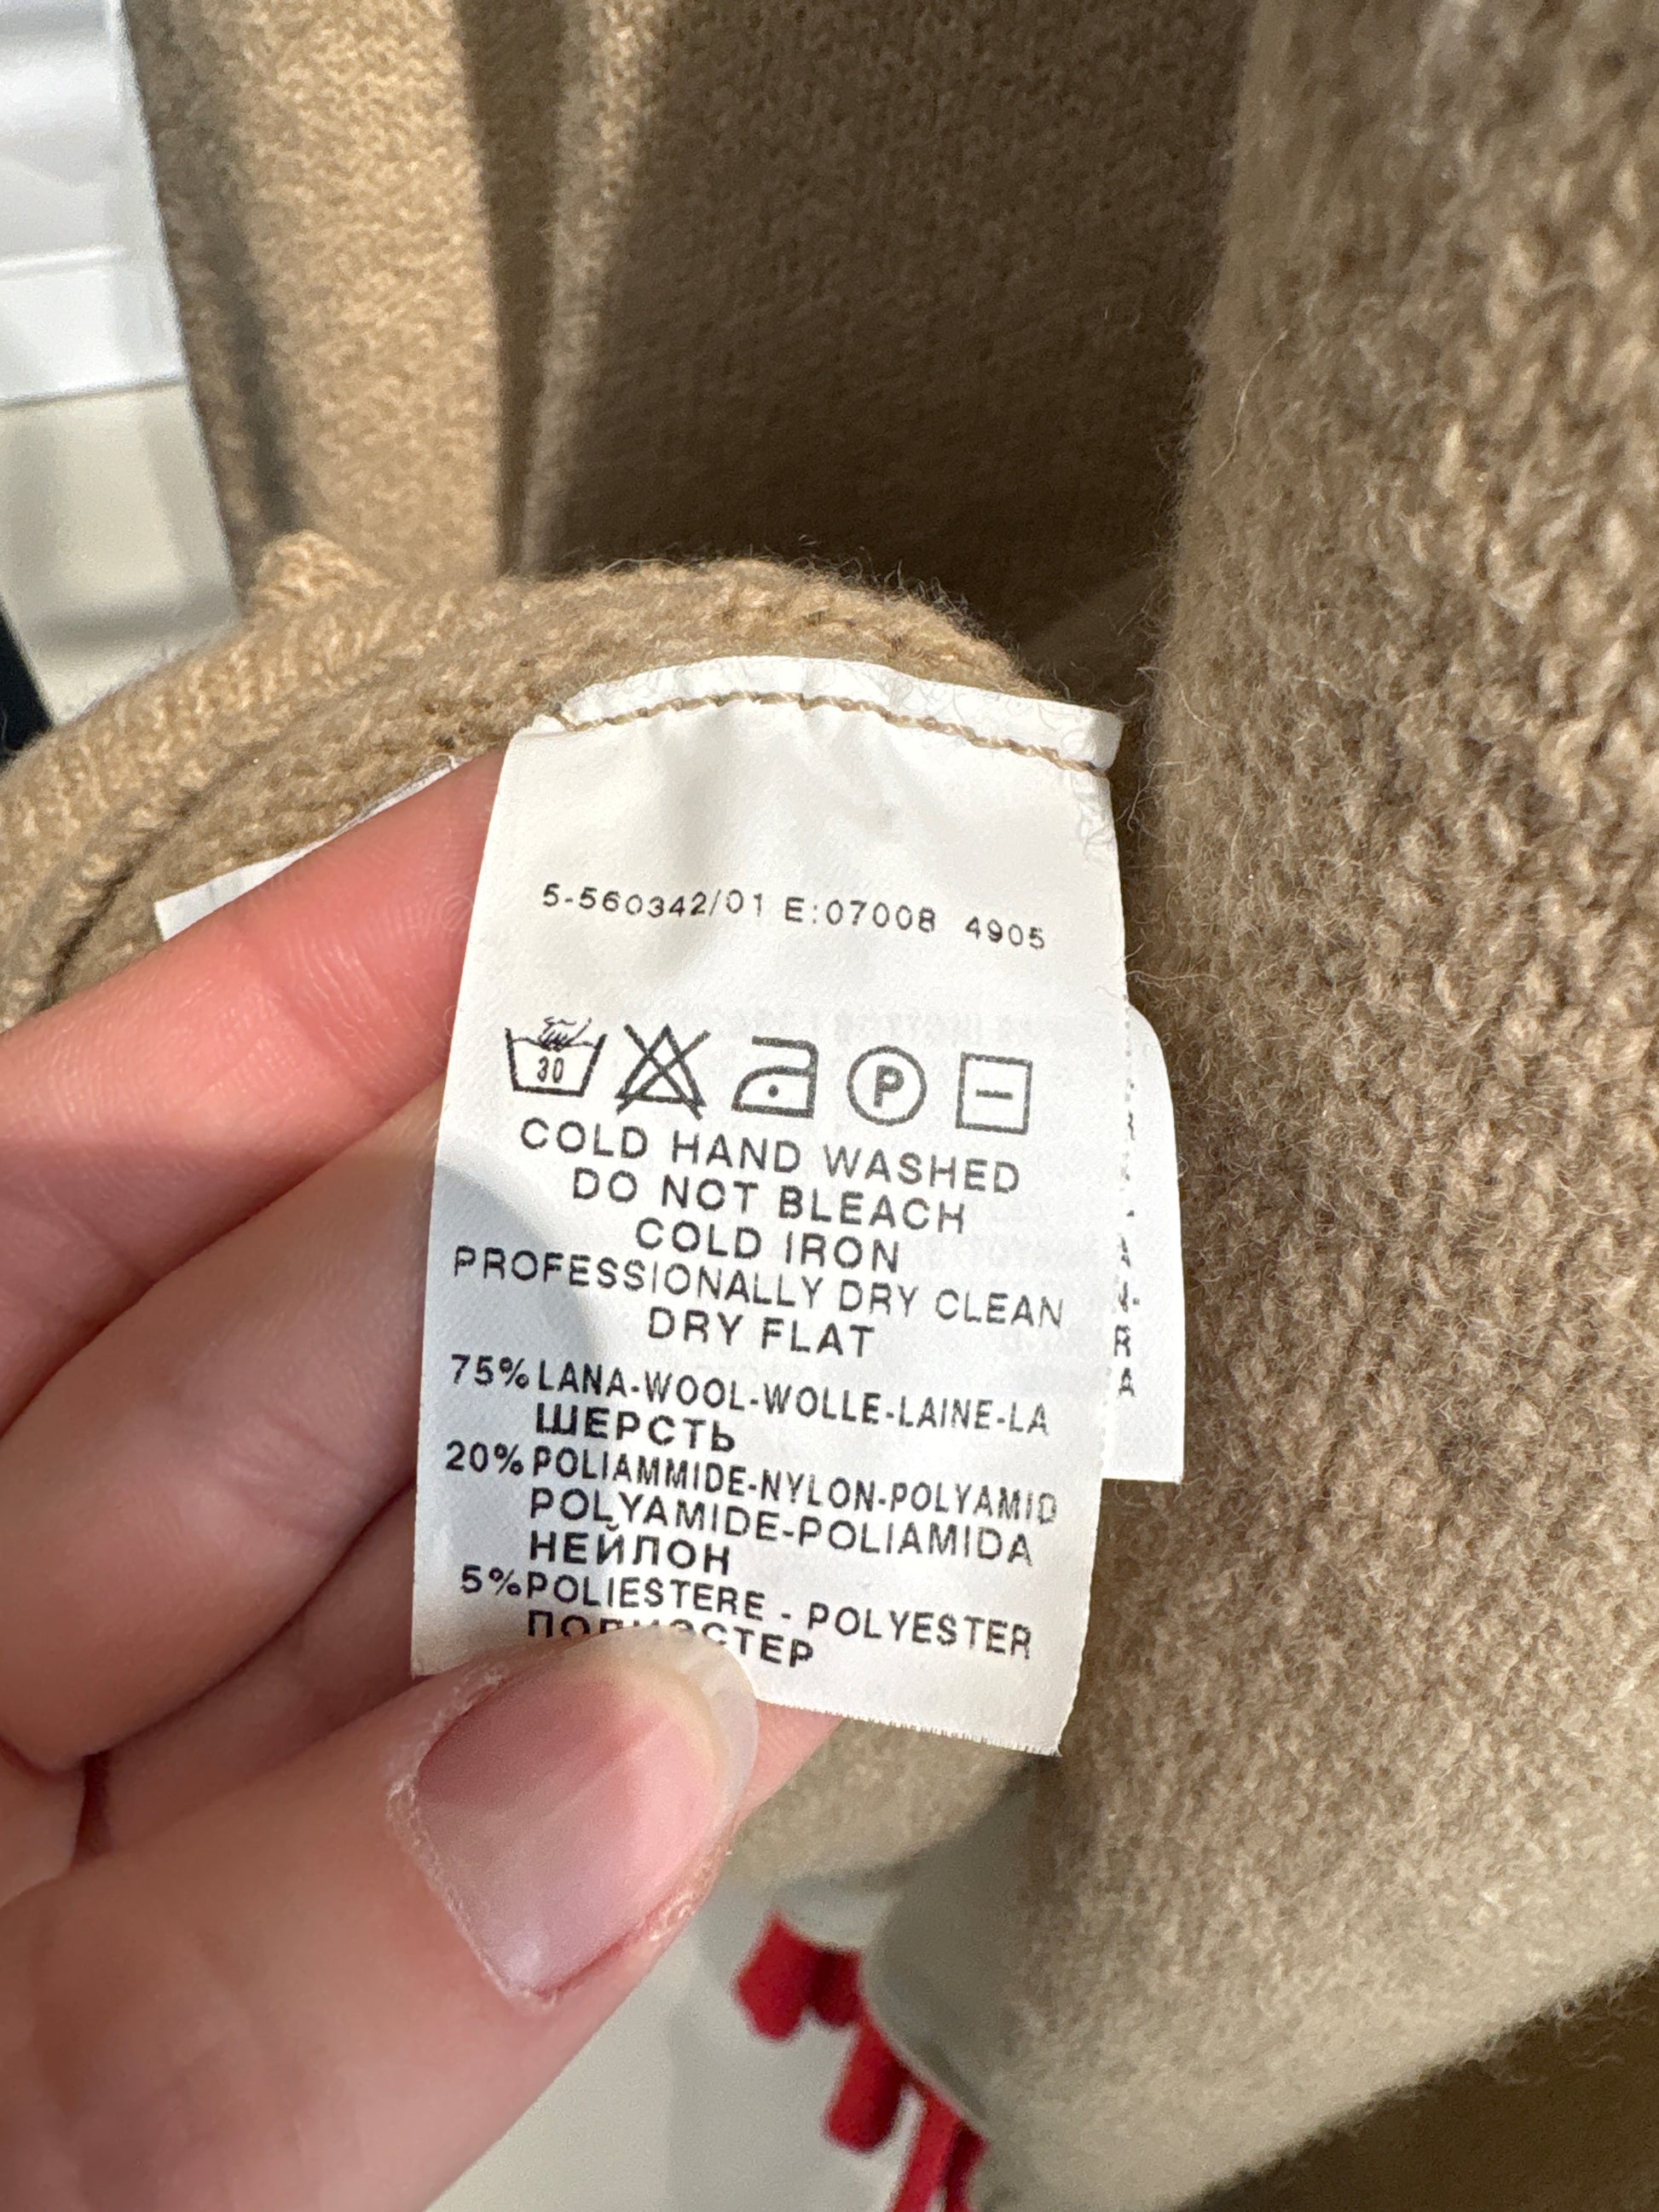 5-560342/01 E:07008 4905
30
P
COLD HAND WASHED
DO NOT BLEACH
COLD IRON
PROFESSIONALLY DRY CLEAN
DRY FLAT
75% LANA-WOOL-WOLLE-LAINE-LA
ШЕРСТЬ
20% POLIAMMIDE-NYLON-POLYAMID
POLYAMIDE-POLIAMIDA
НЕЙЛОН
5% POLIESTERE - POLYESTER